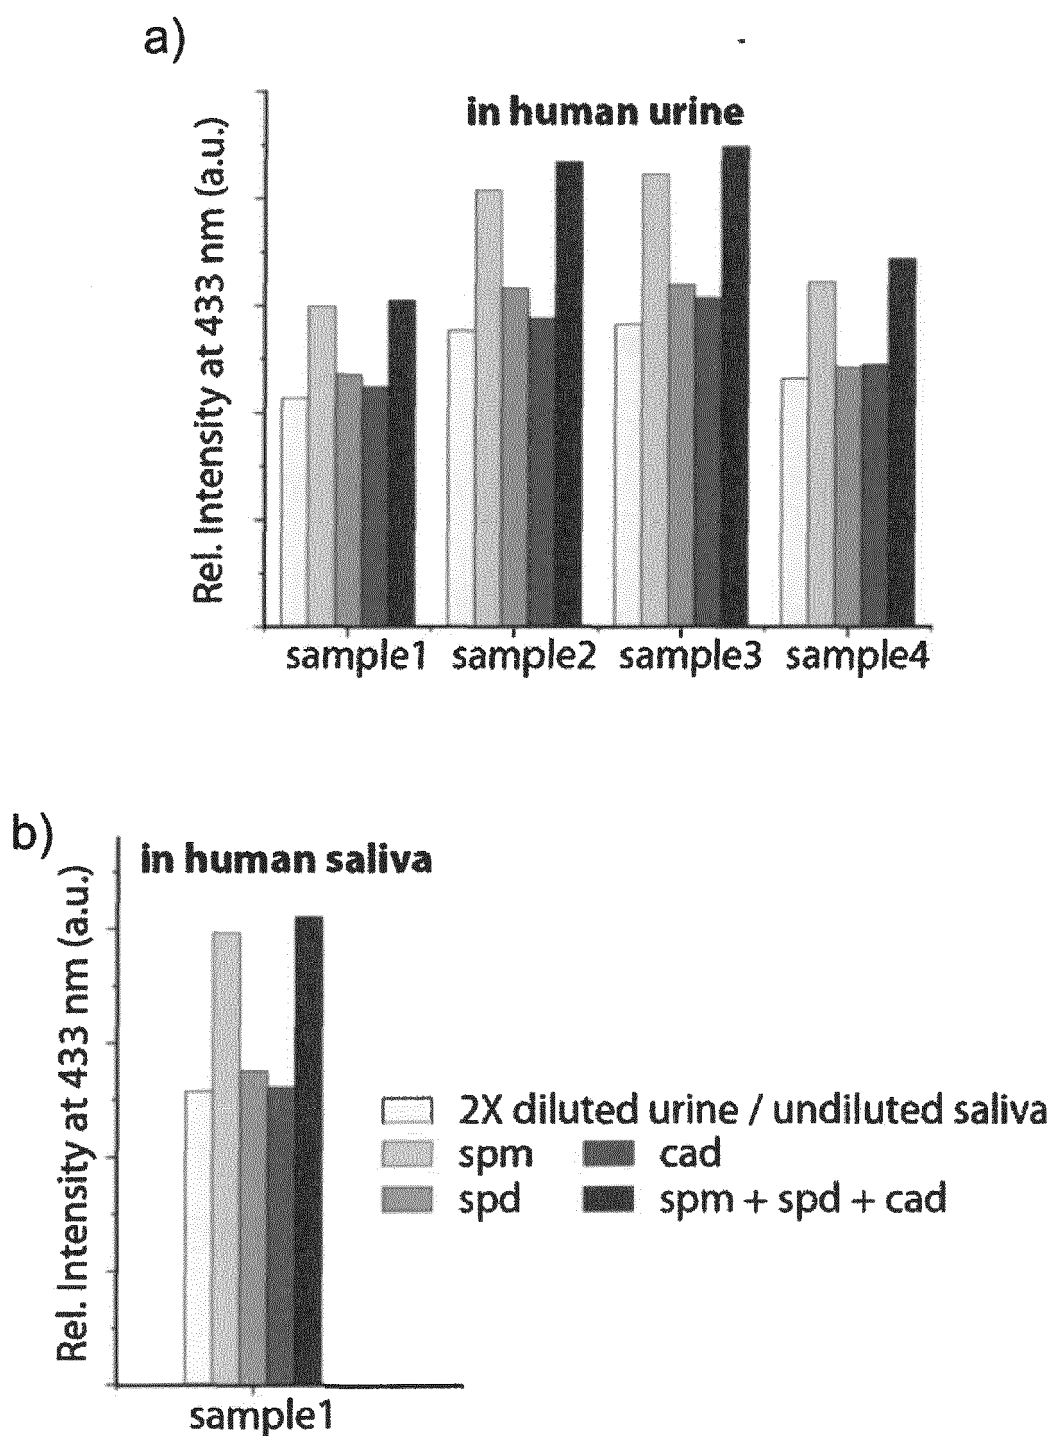 a)
in human urine
Rel. Intensity at 433 nm (a.u.)
sample1 sample2 sample3 sample4
b)
in human saliva
Rel. Intensity at 433 nm (a.u.)
2X diluted urine / undiluted saliva
spm cad
spd spm + spd + cad
sample1